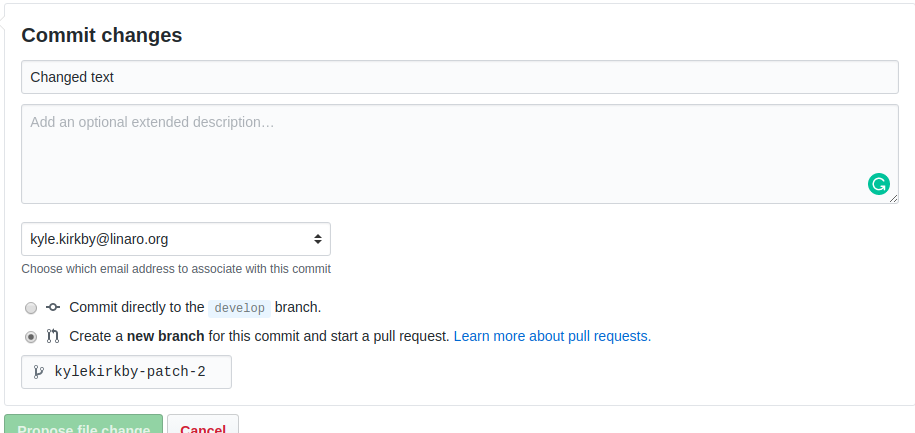 Commit changes
Changed text
Add an optional extended description…
kyle.kirkby@linaro.org
Choose which email address to associate with this commit
Commit directly to the develop branch.
Create a new branch for this commit and start a pull request. Learn more about pull requests.
kylekirkby-patch-2
Propose file change Cancel